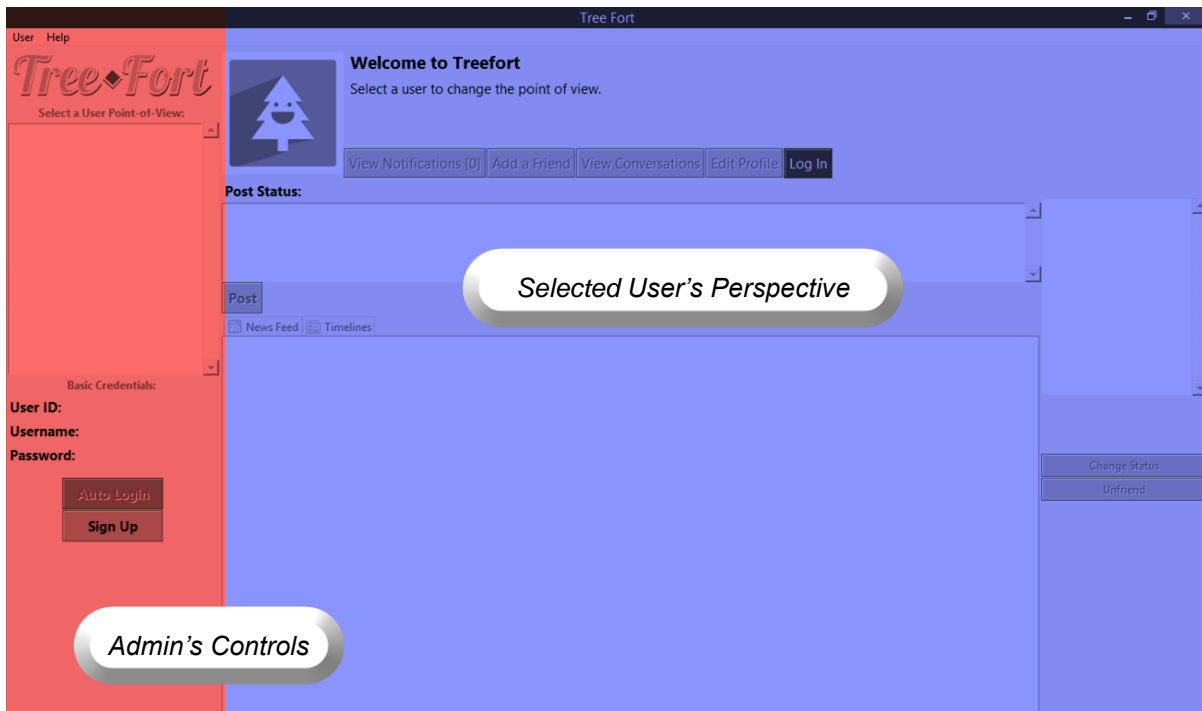 Tree Fort
User Help
Tree Fort
Select a User Point-of-View:
Welcome to Treefort
Select a user to change the point of view.
View Notifications [0] Add a Friend View Conversations Edit Profile Log In
Post Status:
Selected User's Perspective
Post
News Feed Timelines
Basic Credentials:
User ID:
Username:
Password:
Auto Login
Sign Up
Change Status
Unfriend
Admin's Controls